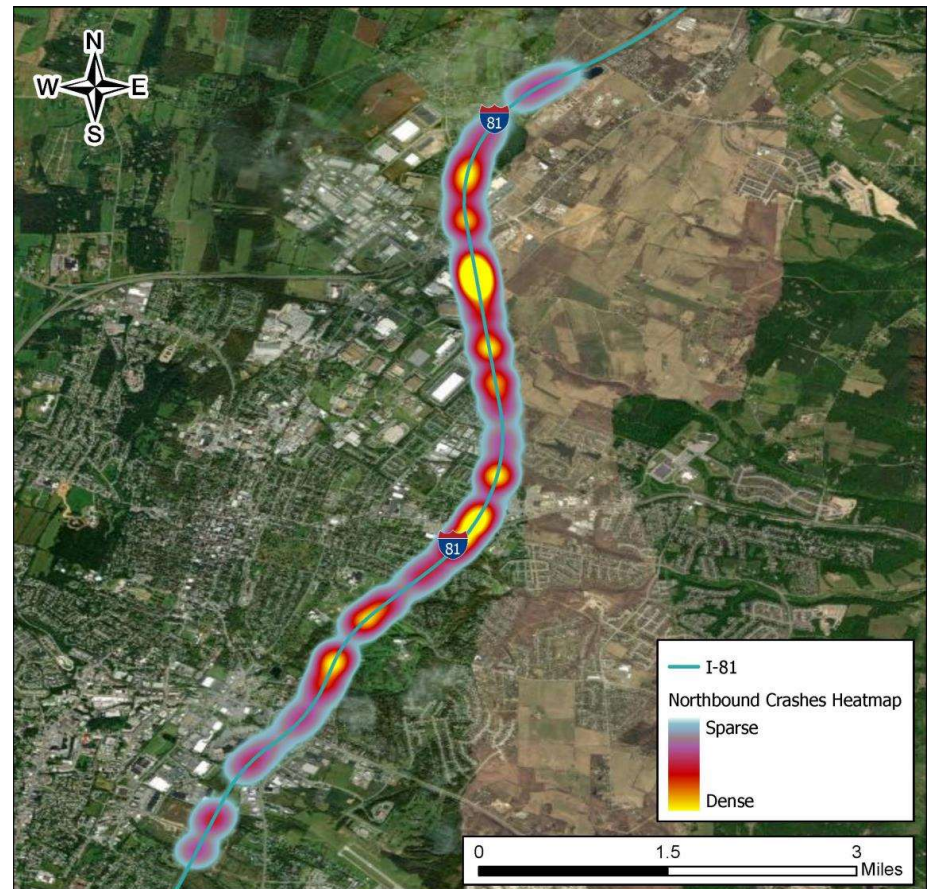 N
W E
S
81
81
I-81
Northbound Crashes Heatmap
Sparse
Dense
0 1.5 3
Miles